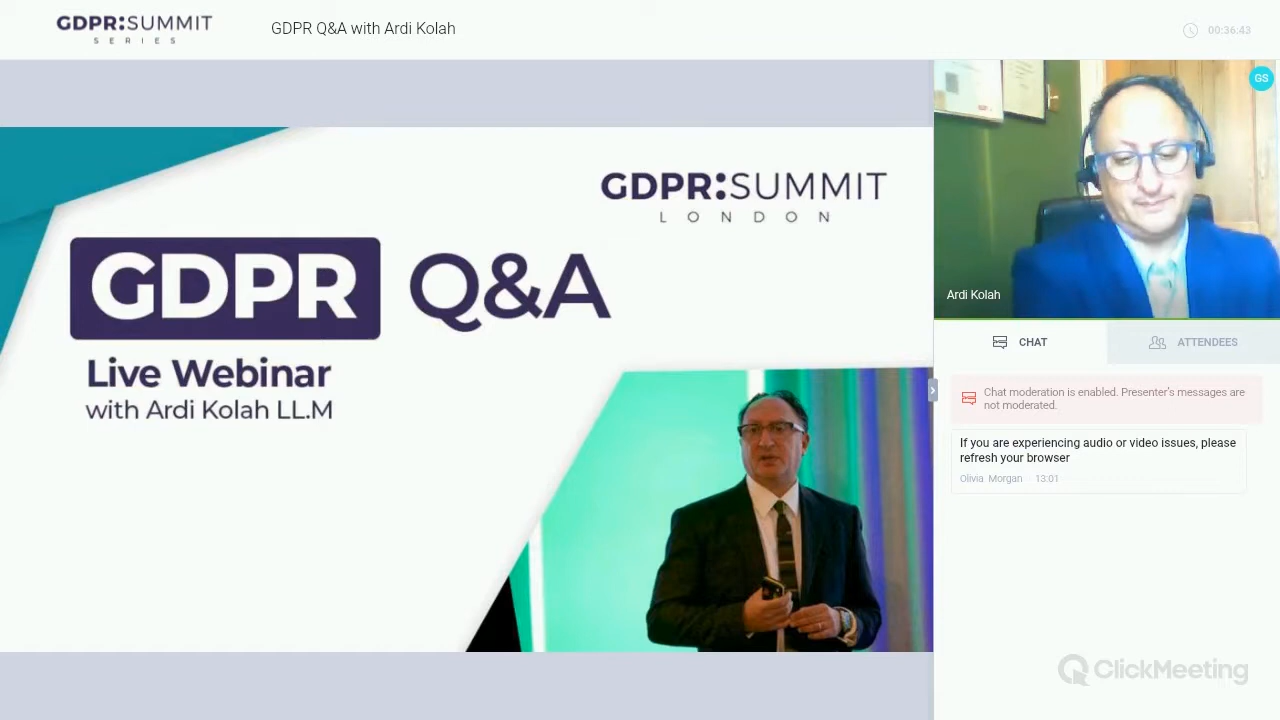 GDPR:SUMMIT
SERIES
GDPR Q&A with Ardi Kolah
00:36:43
GDPR:SUMMIT
LONDON
GDPR Q&A
Live Webinar
with Ardi Kolah LL.M
GS
Ardi Kolah
CHAT
ATTENDEES
Chat moderation is enabled. Presenter's messages are
not moderated.
If you are experiencing audio or video issues, please
refresh your browser
Olivia Morgan 13:01
ClickMeeting